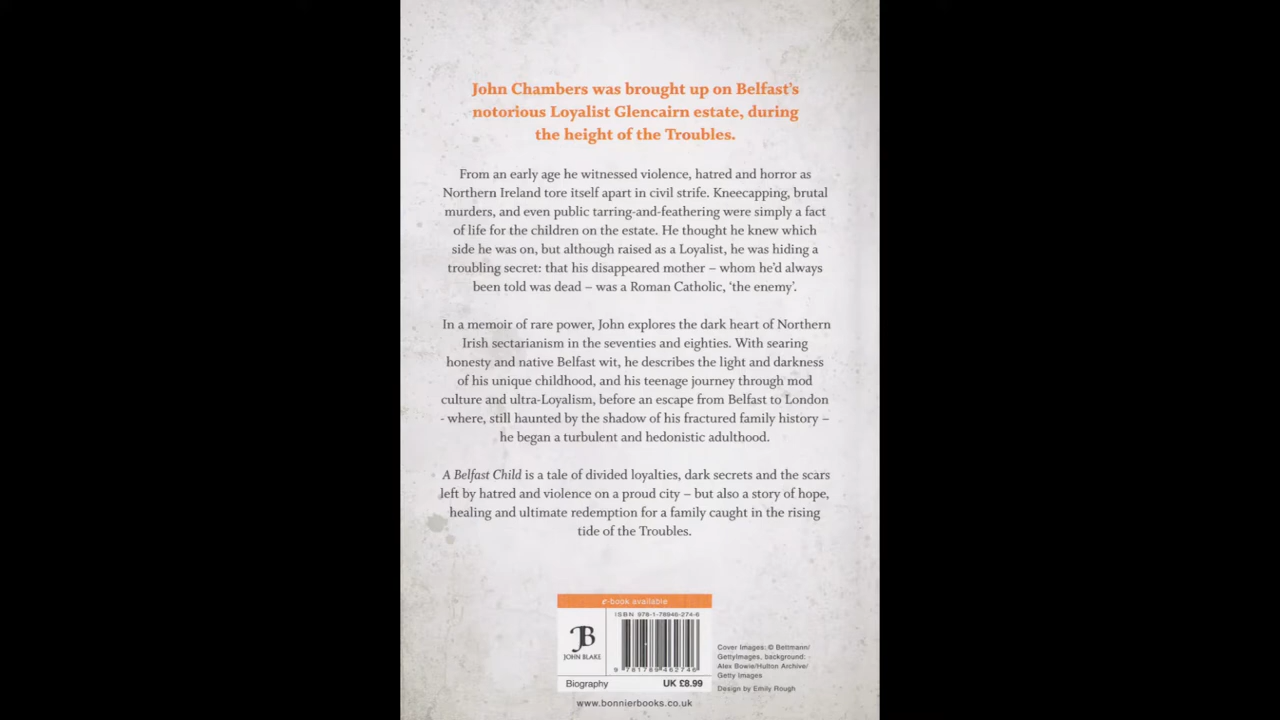 John Chambers was brought up on Belfast's
notorious Loyalist Glencairn estate, during
the height of the Troubles.
From an early age he witnessed violence, hatred and horror as
Northern Ireland tore itself apart in civil strife. Kneecapping, brutal
murders, and even public tarring-and-feathering were simply a fact
of life for the children on the estate. He thought he knew which
side he was on, but although raised as a Loyalist, he was hiding a
troubling secret: that his disappeared mother – whom he'd always
been told was dead – was a Roman Catholic, 'the enemy'.
In a memoir of rare power, John explores the dark heart of Northern
Irish sectarianism in the seventies and eighties. With searing
honesty and native Belfast wit, he describes the light and darkness
of his unique childhood, and his teenage journey through mod
culture and ultra-Loyalism, before an escape from Belfast to London
- where, still haunted by the shadow of his fractured family history –
he began a turbulent and hedonistic adulthood.
A Belfast Child is a tale of divided loyalties, dark secrets and the scars
left by hatred and violence on a proud city – but also a story of hope,
healing and ultimate redemption for a family caught in the rising
tide of the Troubles.
e-book available
ISBN 978-1-78946-274-6
JB
JOHN BLAKE
9 781789 462746
Biography UK £8.99
Cover Images: © Bettmann/
GettyImages, background:
Alex Bowie/Hulton Archive/
Getty Images
Design by Emily Rough
www.bonnierbooks.co.uk